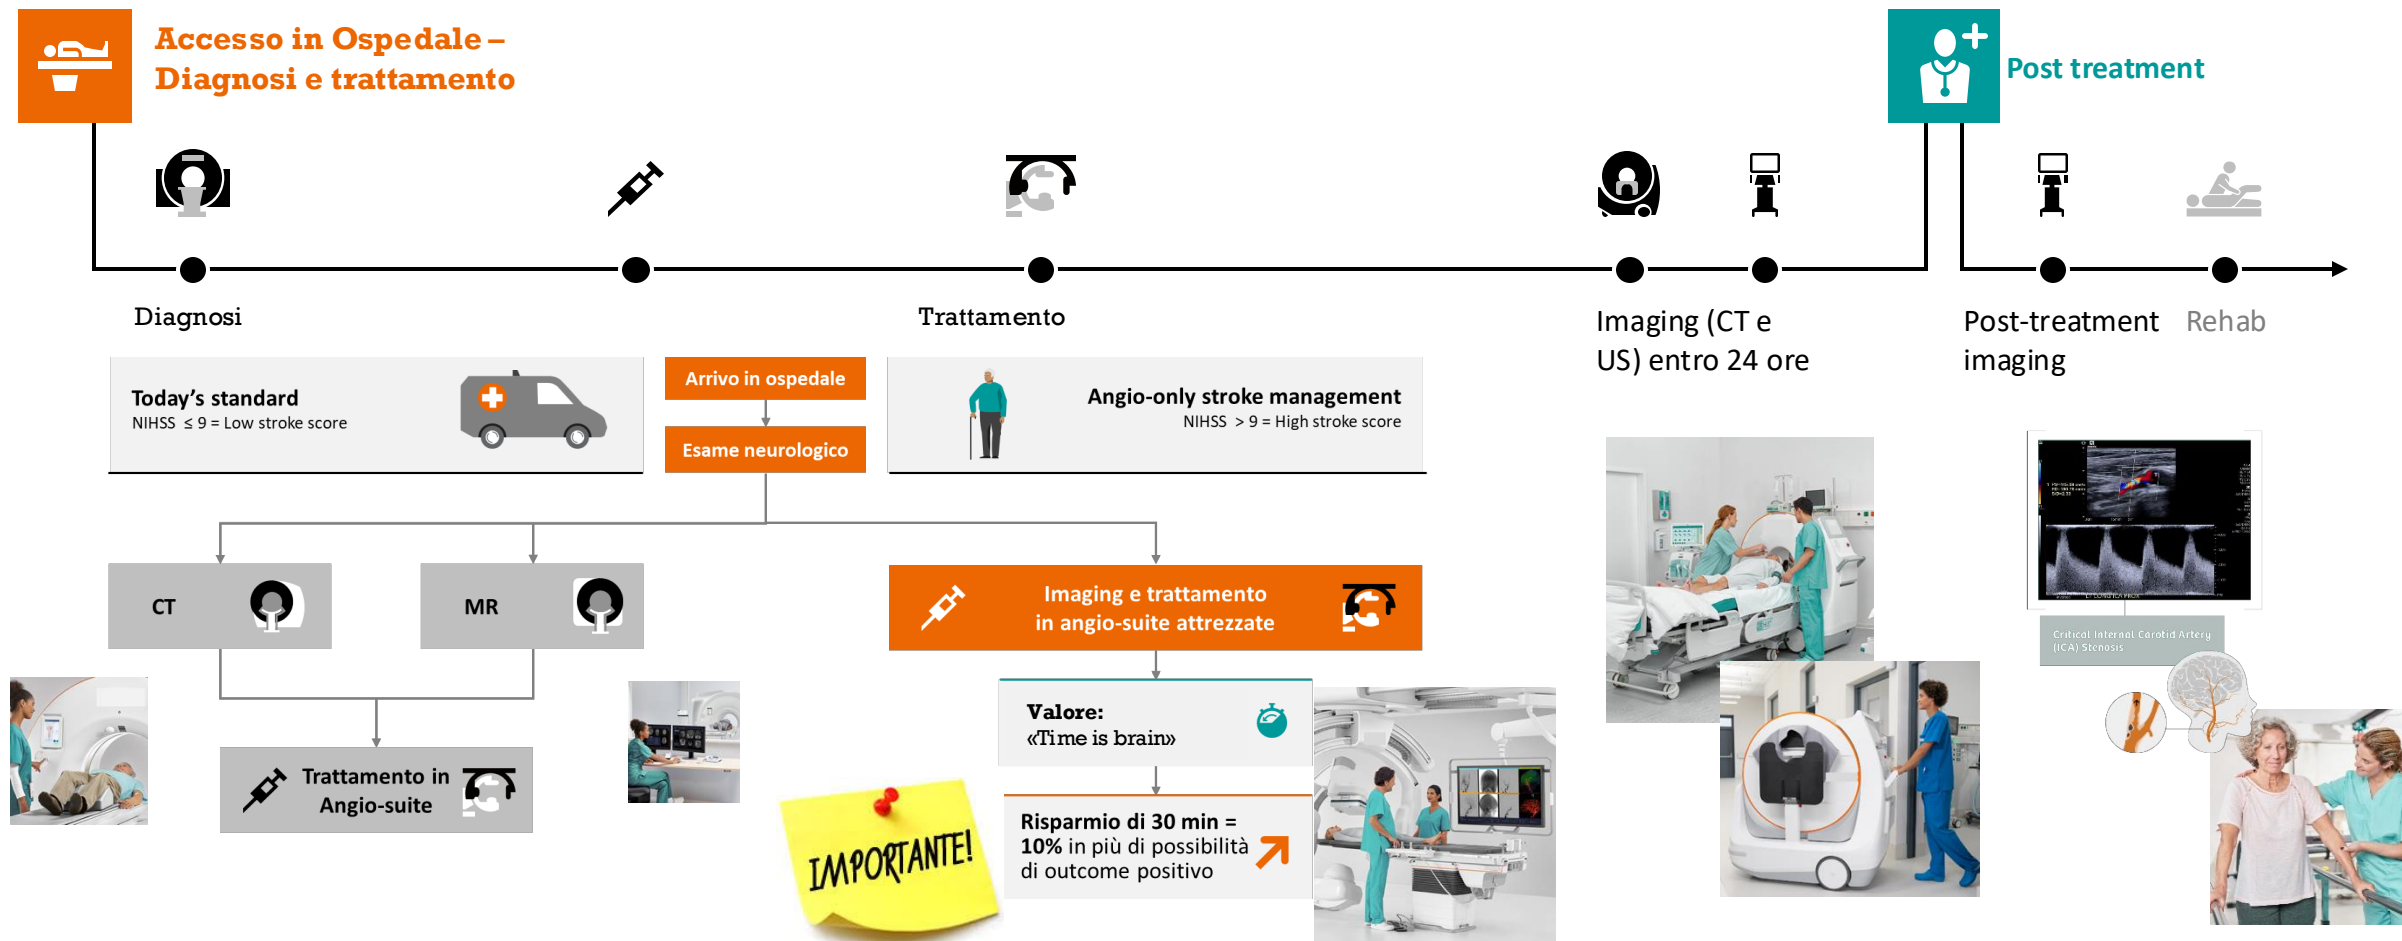 Accesso in Ospedale –
Diagnosi e trattamento
Post treatment
Diagnosi
Trattamento
Imaging (CT e
US) entro 24 ore
Post-treatment
imaging
Rehab
Today's standard
NIHSS ≤ 9 = Low stroke score
Arrivo in ospedale
Esame neurologico
Angio-only stroke management
NIHSS > 9 = High stroke score
CT
MR
Imaging e trattamento
in angio-suite attrezzate
Trattamento in
Angio-suite
Valore:
«Time is brain»
Risparmio di 30 min =
10% in più di possibilità
di outcome positivo
IMPORTANTE!
Critical Internal Carotid Artery
(ICA) Stenosis